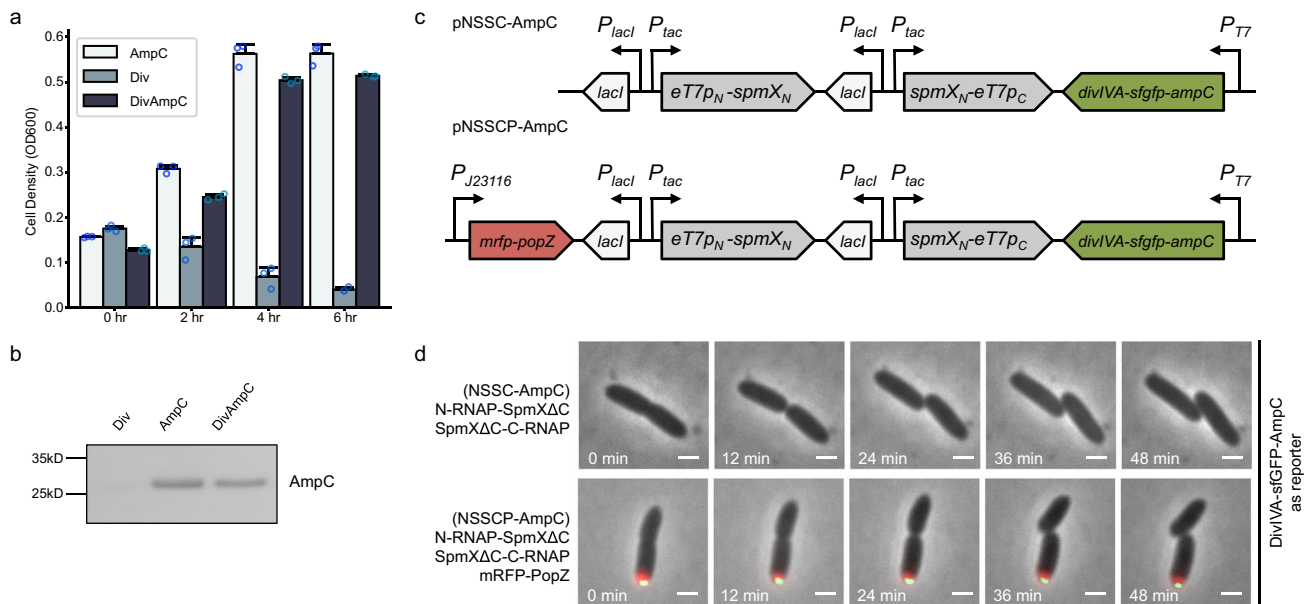 a
Cell Density (OD600)
0.6
0.5
0.4
0.3
0.2
0.1
0.0
AmpC
Div
DivAmpC
0 hr
2 hr
4 hr
6 hr
b
Div
AmpC
DivAmpC
35kD
25kD
AmpC
c
pNSSC-AmpC
PlacI
Ptac
PlacI
Ptac
PT7
lacI
eT7pN-spmXN
lacI
spmXN-eT7pC
divIVA-sfgfp-ampC
pNSSCP-AmpC
PJ23116
PlacI
Ptac
PlacI
Ptac
PT7
mrfp-popZ
lacI
eT7pN-spmXN
lacI
spmXN-eT7pC
divIVA-sfgfp-ampC
d
(NSSC-AmpC)
N-RNAP-SpmXΔC
SpmXΔC-C-RNAP
0 min
12 min
24 min
36 min
48 min
(NSSCP-AmpC)
N-RNAP-SpmXΔC
SpmXΔC-C-RNAP
mRFP-PopZ
0 min
12 min
24 min
36 min
48 min
DivIVA-sfGFP-AmpC
as reporter